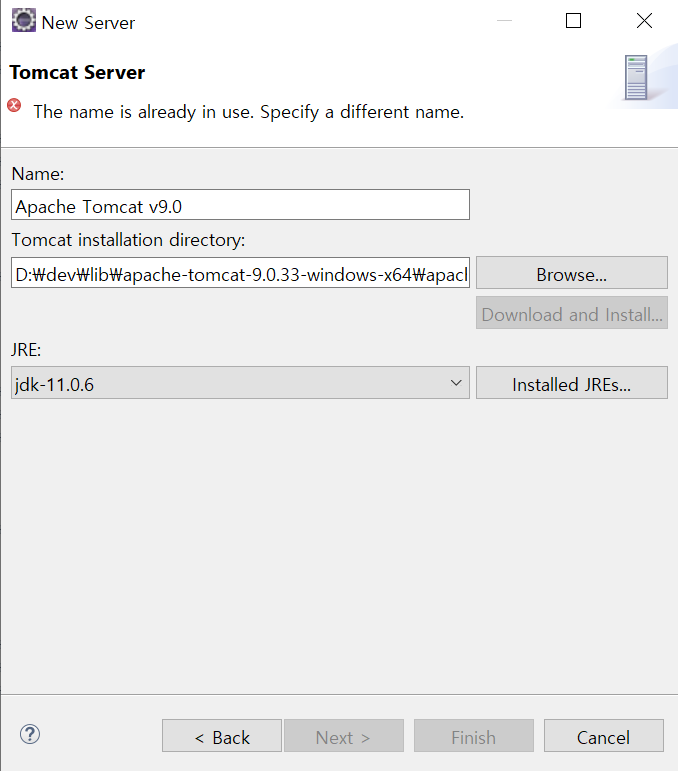 New Server
Tomcat Server
The name is already in use. Specify a different name.
Name:
Apache Tomcat v9.0
Tomcat installation directory:
D:₩dev₩lib₩apache-tomcat-9.0.33-windows-x64₩apacl
Browse...
Download and Install...
JRE:
jdk-11.0.6
Installed JREs...
?
< Back
Next >
Finish
Cancel